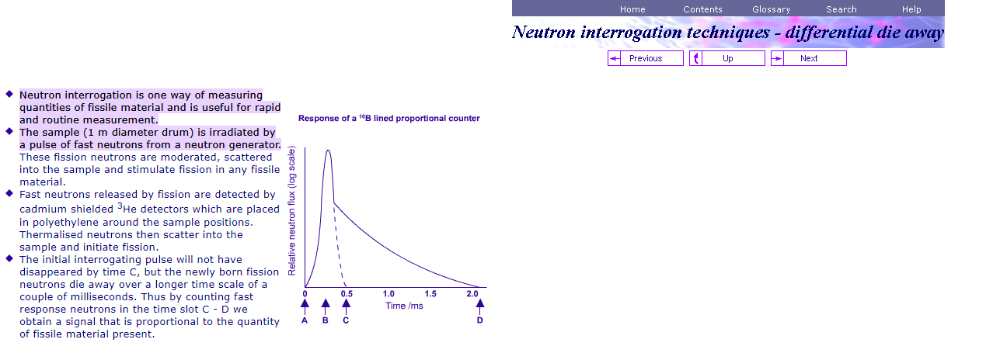 Home Contents Glossary Search Help
Neutron interrogation techniques - differential die away
Previous Up Next
Neutron interrogation is one way of measuring
quantities of fissile material and is useful for rapid
and routine measurement.
The sample (1 m diameter drum) is irradiated by
a pulse of fast neutrons from a neutron generator.
These fission neutrons are moderated, scattered
into the sample and stimulate fission in any fissile
material.
Fast neutrons released by fission are detected by
cadmium shielded ³He detectors which are placed
in polyethylene around the sample positions.
Thermalised neutrons then scatter into the
sample and initiate fission.
The initial interrogating pulse will not have
disappeared by time C, but the newly born fission
neutrons die away over a longer time scale of a
couple of milliseconds. Thus by counting fast
response neutrons in the time slot C - D we
obtain a signal that is proportional to the quantity
of fissile material present.
Response of a ¹⁰B lined proportional counter
Relative neutron flux (log scale)
0 0.5 1.0 1.5 2.0
Time /ms
A B C D